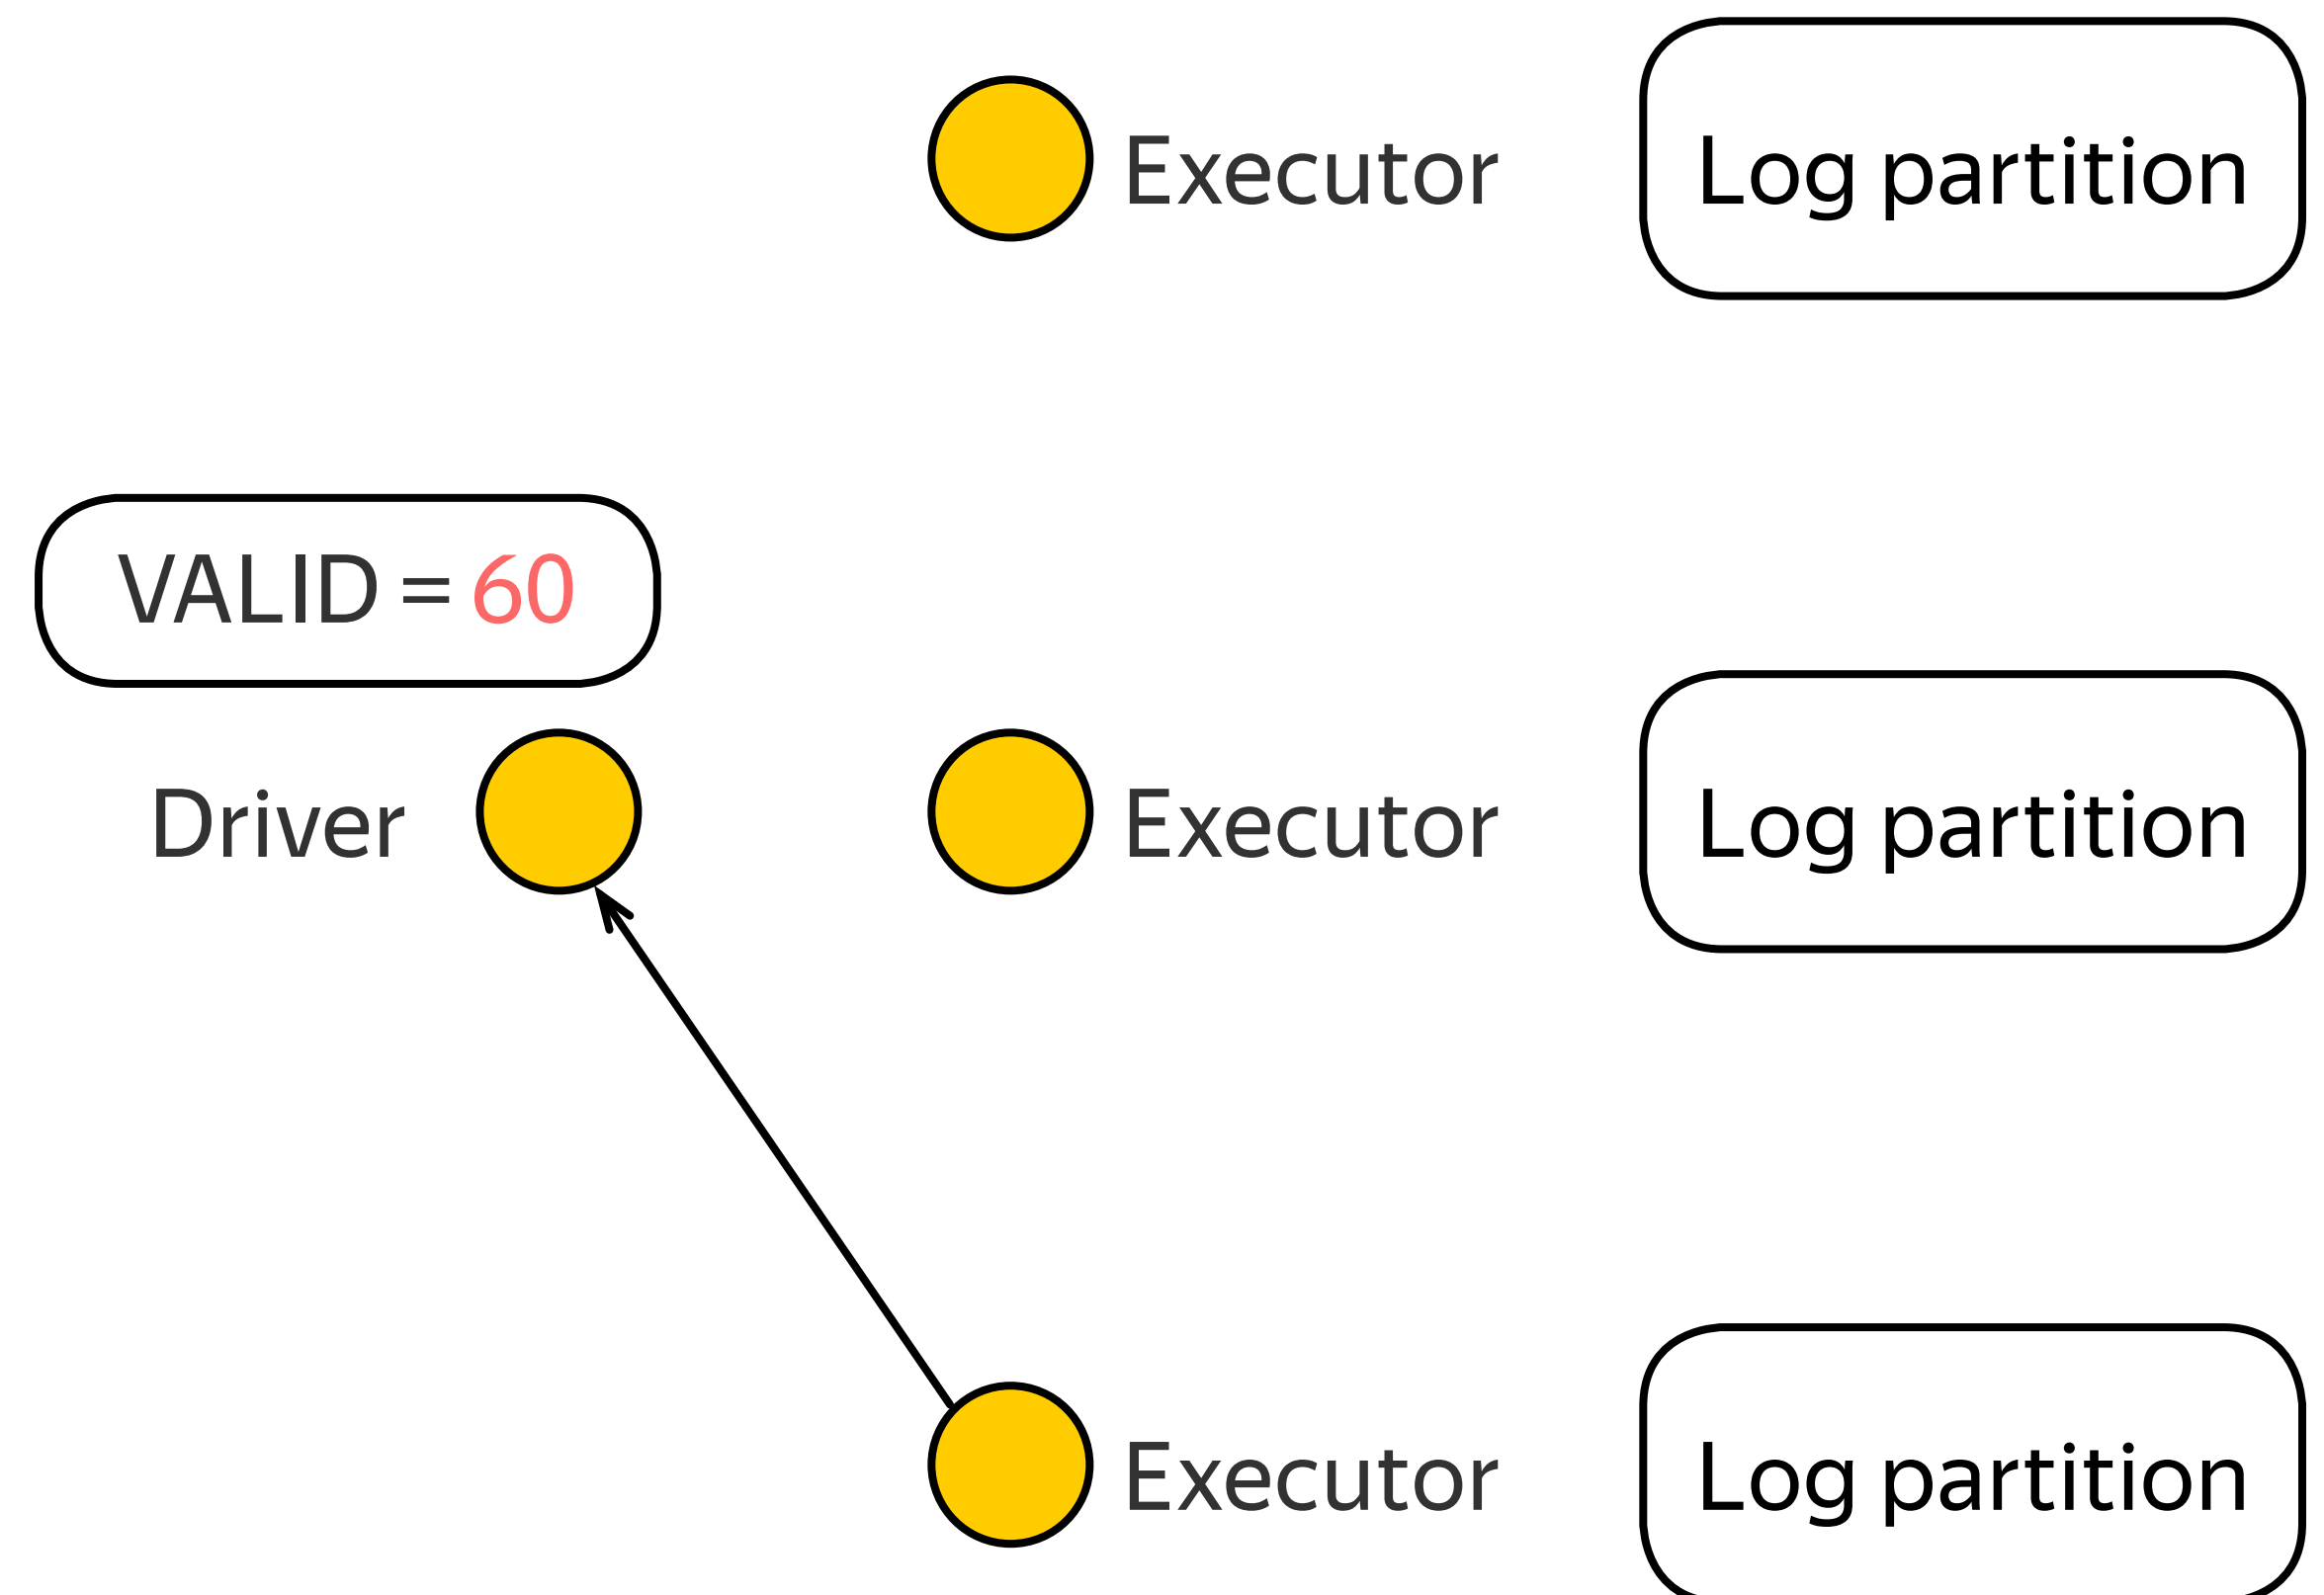 Executor
Log partition
VALID = 60
Driver
Executor
Log partition
Executor
Log partition